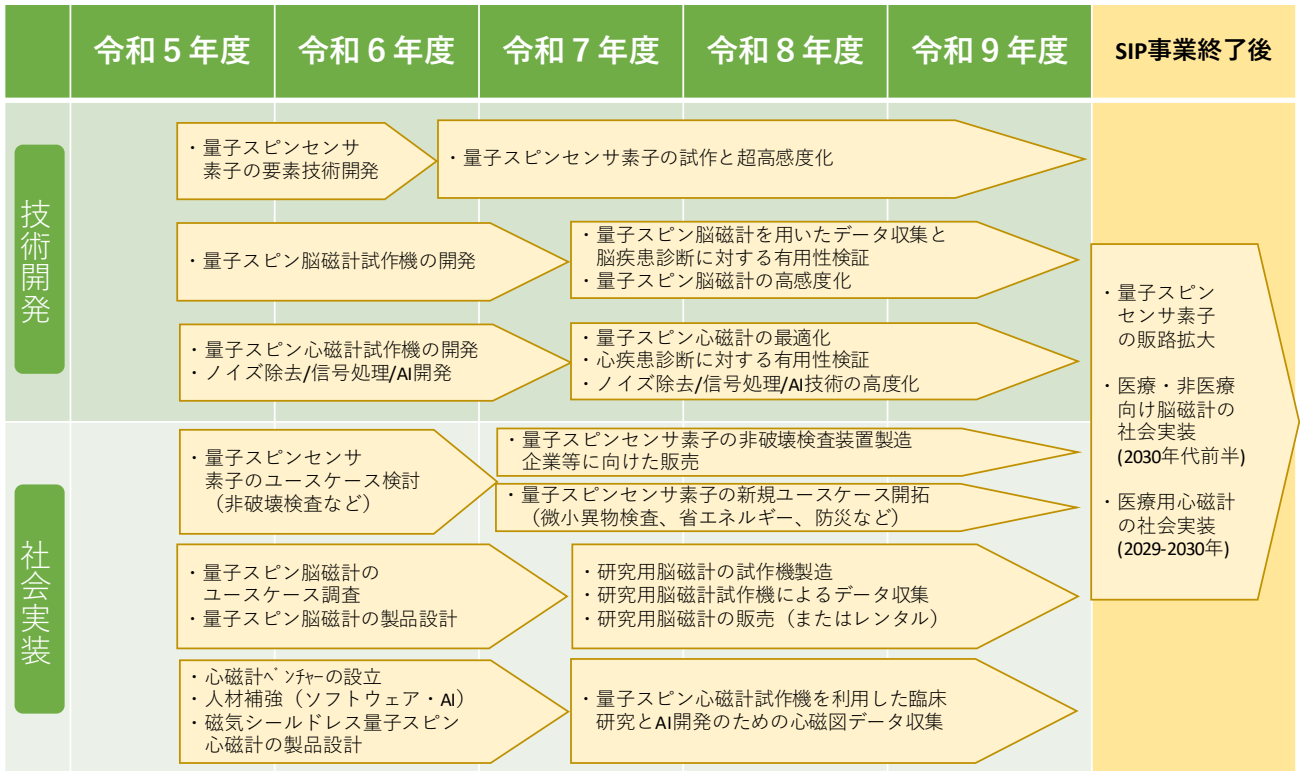 令和５年度
令和６年度
令和７年度
令和８年度
令和９年度
SIP事業終了後
技術開発
・量子スピンセンサ
素子の要素技術開発
・量子スピンセンサ素子の試作と超高感度化
・量子スピン脳磁計試作機の開発
・量子スピン脳磁計を用いたデータ収集と
脳疾患診断に対する有用性検証
・量子スピン脳磁計の高感度化
・量子スピン心磁計試作機の開発
・ノイズ除去/信号処理/AI開発
・量子スピン心磁計の最適化
・心疾患診断に対する有用性検証
・ノイズ除去/信号処理/AI技術の高度化
社会実装
・量子スピンセンサ
素子のユースケース検討
（非破壊検査など）
・量子スピンセンサ素子の非破壊検査装置製造
企業等に向けた販売
・量子スピンセンサ素子の新規ユースケース開拓
（微小異物検査、省エネルギー、防災など）
・量子スピン脳磁計の
ユースケース調査
・量子スピン脳磁計の製品設計
・研究用脳磁計の試作機製造
・研究用脳磁計試作機によるデータ収集
・研究用脳磁計の販売（またはレンタル）
・心磁計ﾍﾞﾝﾁｬｰの設立
・人材補強（ソフトウェア・AI）
・磁気シールドレス量子スピン
心磁計の製品設計
・量子スピン心磁計試作機を利用した臨床
研究とAI開発のための心磁図データ収集
・量子スピン
センサ素子
の販路拡大
・医療・非医療
向け脳磁計の
社会実装
(2030年代前半)
・医療用心磁計
の社会実装
(2029-2030年)